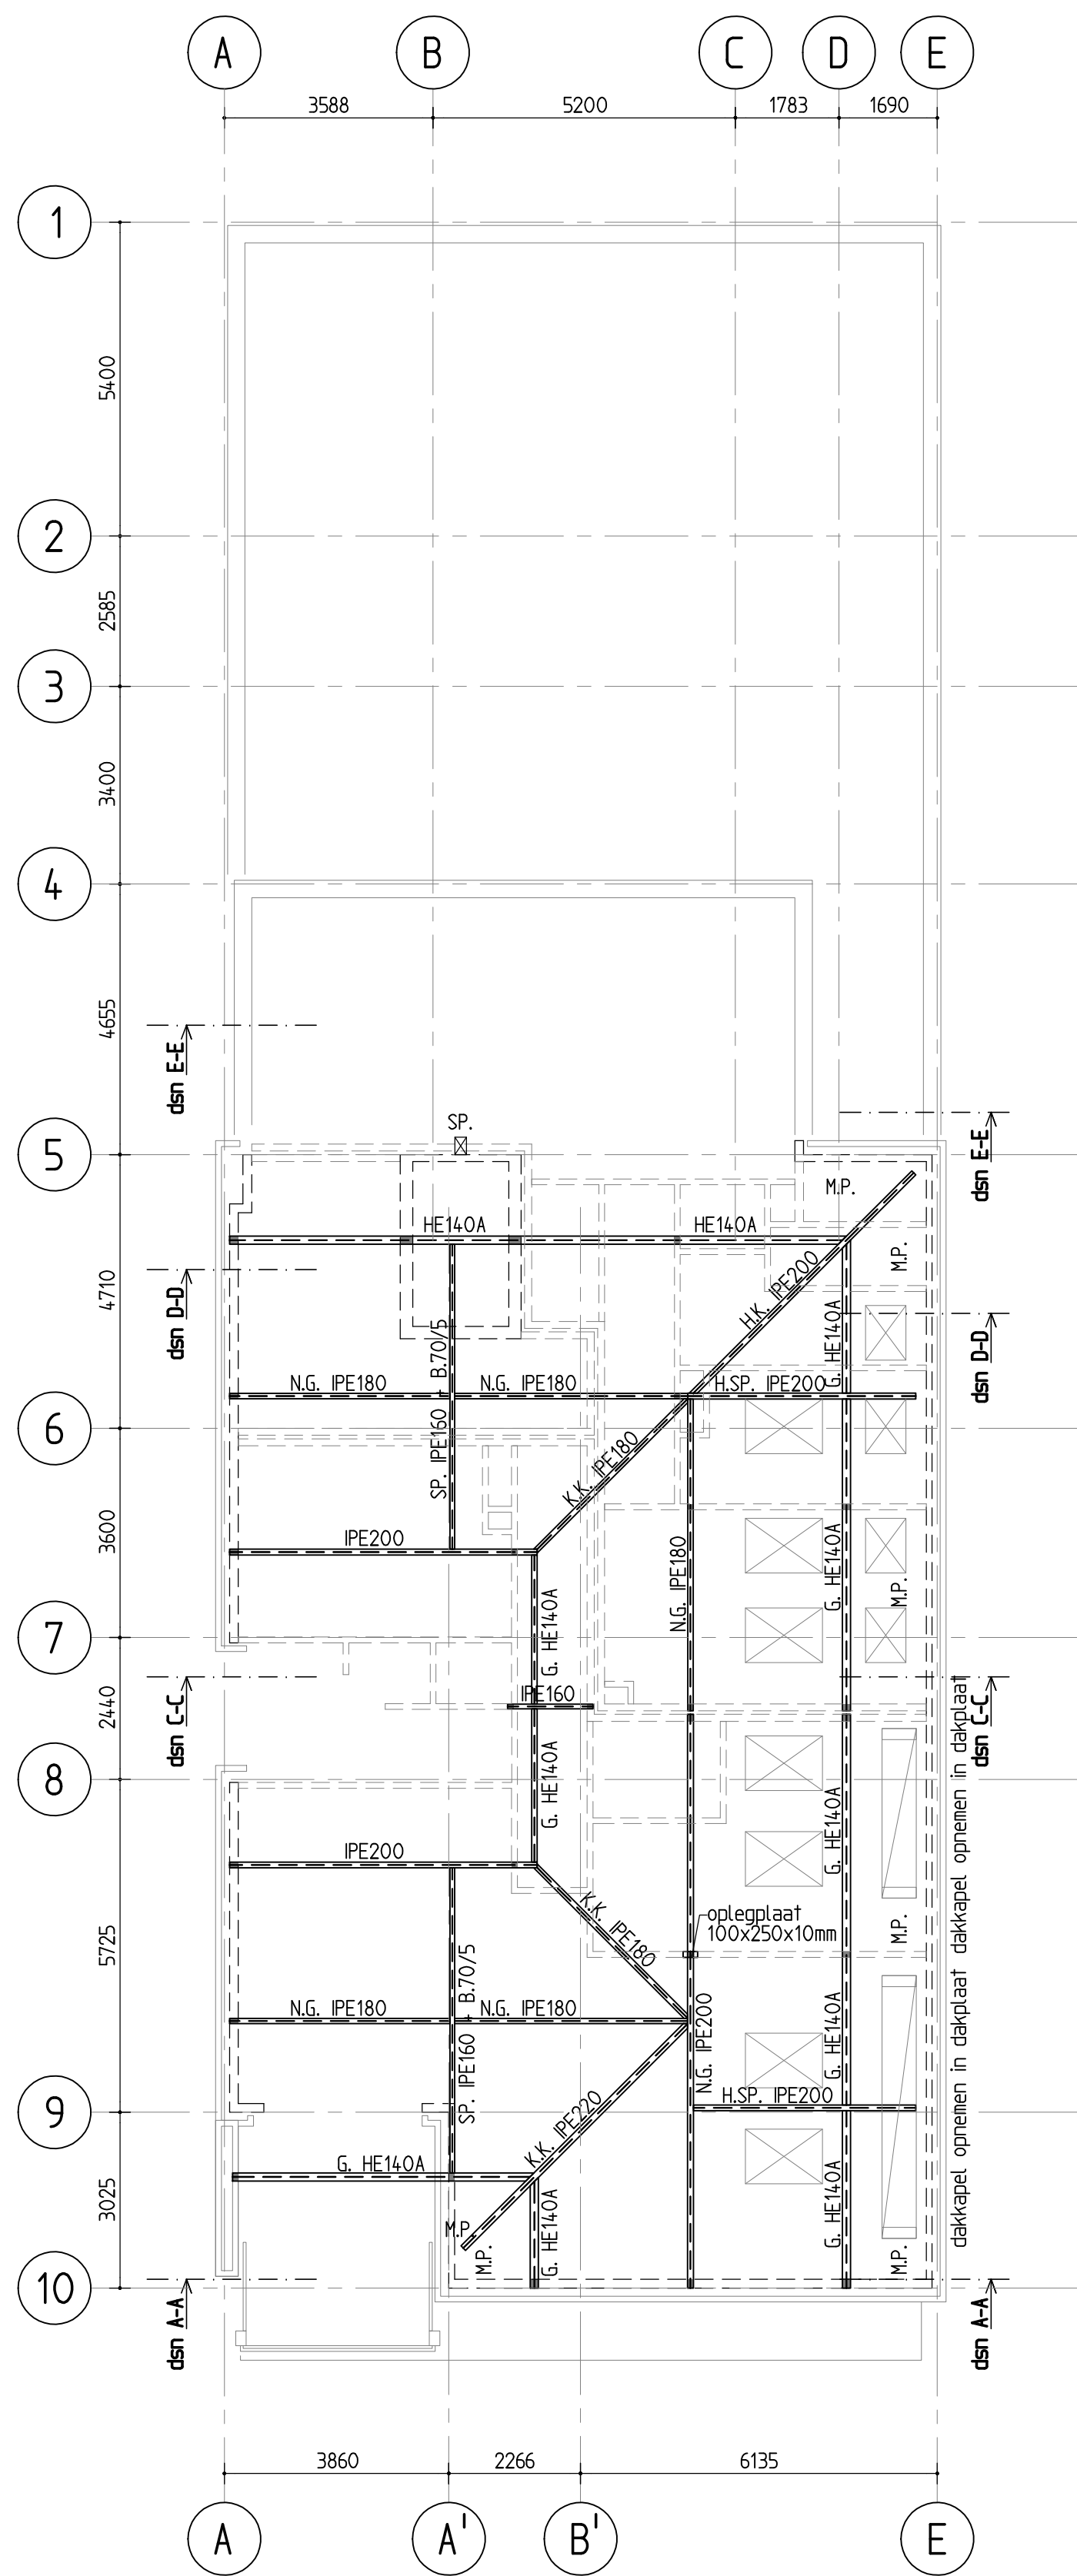 A
B
C
D
E
3588
5200
1783
1690
1
5400
2
2585
3
3400
4
4655
dsn E-E
SP.
5
dsn E-E
M.P.
HE140A
HE140A
M.P.
4710
dsn D-D
H.K. IPE200
G. HE140A
dsn D-D
N.G. IPE180
N.G. IPE180
H.SP. IPE200
SP. IPE160 + B.70/5
6
K.K. IPE180
3600
IPE200
N.G. IPE180
G. HE140A
M.P.
7
G. HE140A
IPE160
2440
dsn C-C
dsn C-C
8
G. HE140A
G. HE140A
IPE200
K.K. IPE180
oplegplaat
100x250x10mm
M.P.
dakkapel opnemen in dakplaat
5725
SP. IPE160 + B.70/5
N.G. IPE180
N.G. IPE180
N.G. IPE200
G. HE140A
dakkapel opnemen in dakplaat
H.SP. IPE200
9
K.K. IPE220
G. HE140A
3025
M.P.
M.P.
G. HE140A
G. HE140A
M.P.
10
dsn A-A
dsn A-A
3860
2266
6135
A
A'
B'
E